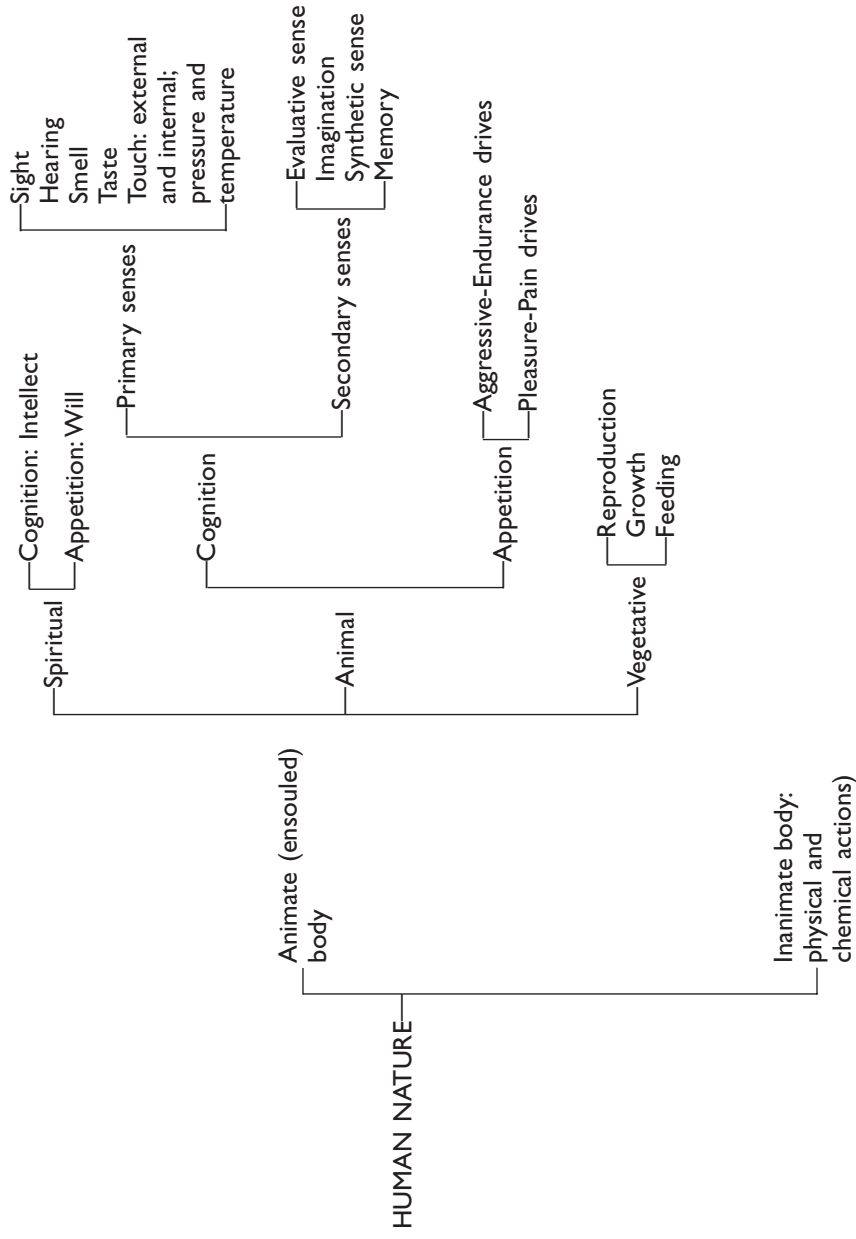 HUMAN NATURE
Animate (ensouled)
body
Spiritual
Cognition: Intellect
Appetition: Will
Animal
Cognition
Primary senses
Sight
Hearing
Smell
Taste
Touch: external
and internal;
pressure and
temperature
Secondary senses
Evaluative sense
Imagination
Synthetic sense
Memory
Appetition
Aggressive-Endurance drives
Pleasure-Pain drives
Vegetative
Reproduction
Growth
Feeding
Inanimate body:
physical and
chemical actions)